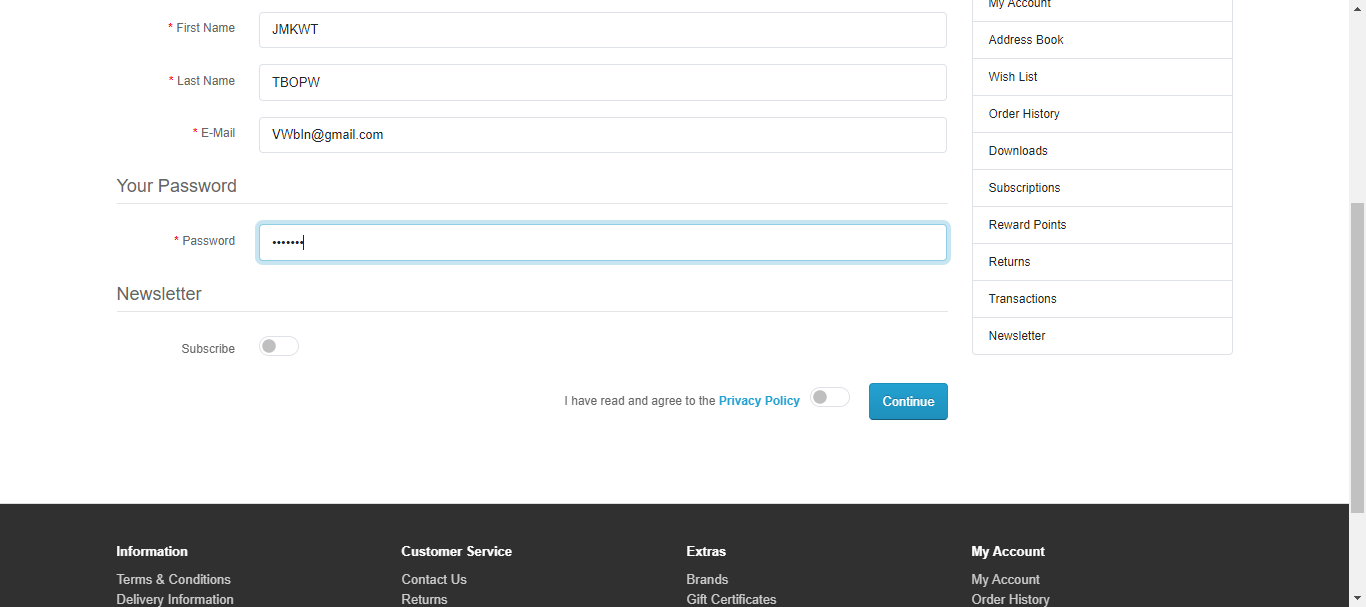 * First Name
JMKWT
* Last Name
TBOPW
* E-Mail
VWbIn@gmail.com
Your Password
* Password
•••••••
Newsletter
Subscribe
I have read and agree to the Privacy Policy
Continue
My Account
Address Book
Wish List
Order History
Downloads
Subscriptions
Reward Points
Returns
Transactions
Newsletter
Information
Terms & Conditions
Delivery Information
Customer Service
Contact Us
Returns
Extras
Brands
Gift Certificates
My Account
My Account
Order History